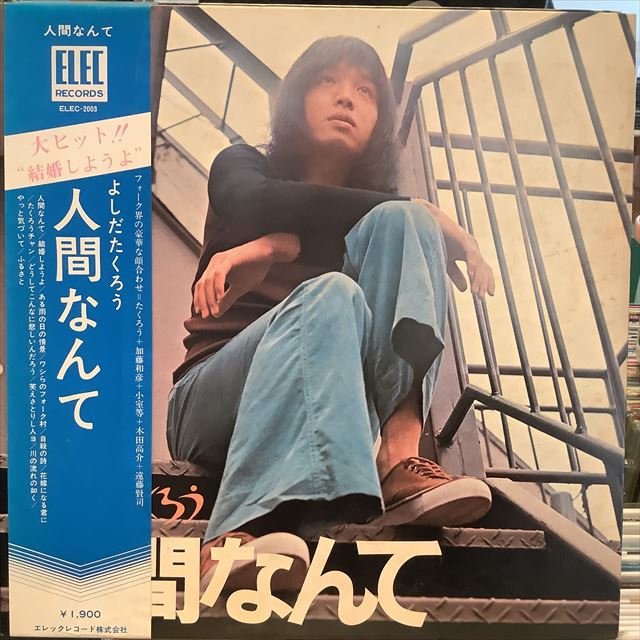 人間なんて
ELEC
RECORDS
ELEC-2003
大ヒット!!
“結婚しようよ”
よしだたくろう
人間なんて
フォーク界の豪華な顔合わせ=たくろう+加藤和彦+小室等+木田高介+遠藤賢司
人間なんて/結婚しようよ/ある雨の日の情景/ワシらのフォーク村/自殺の詩/花嫁になる君に
/たくろうチャン/どうしてこんなに悲しいんだろう/笑えさとりし人ヨ/川の流れの如く/
やっと気づいて/ふるさと
¥1,900
エレックレコード株式会社
ろう
間なんて